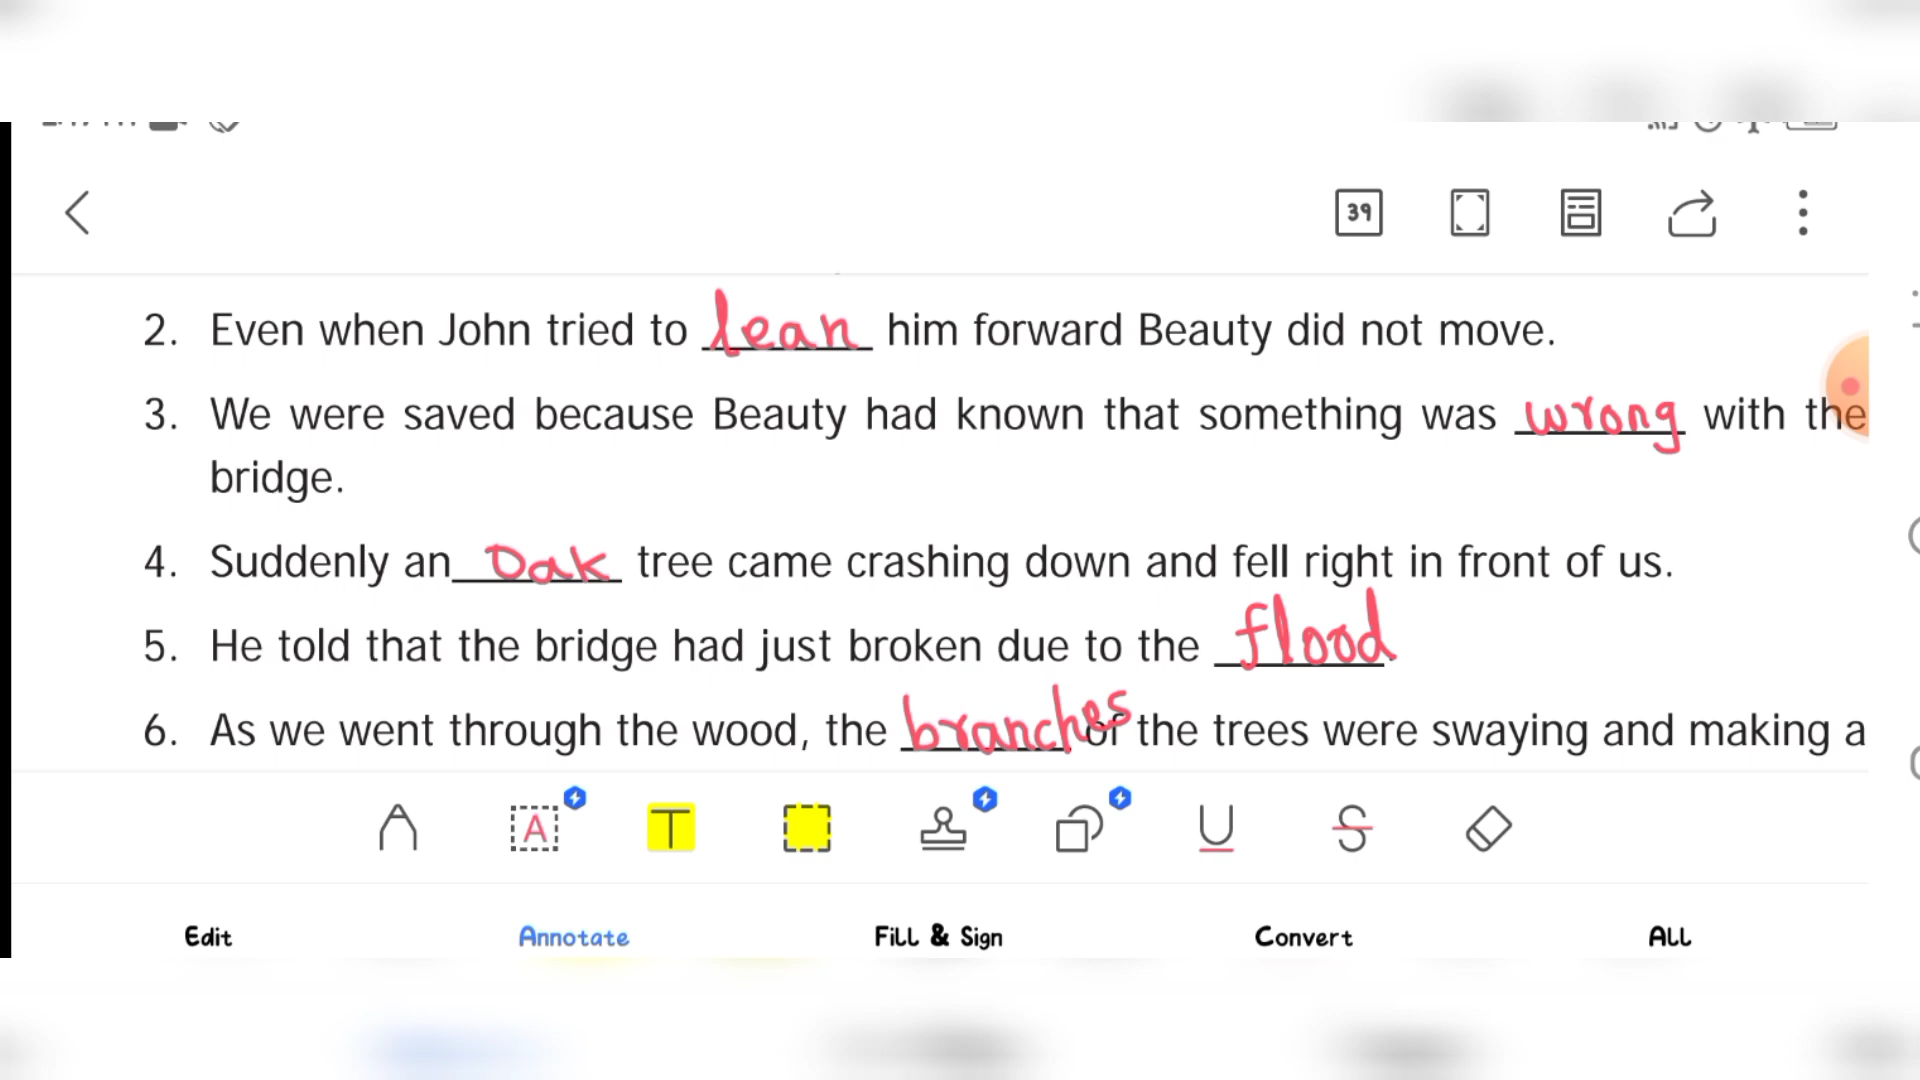 39
2. Even when John tried to lean him forward Beauty did not move.
3. We were saved because Beauty had known that something was wrong with the
bridge.
4. Suddenly an oak tree came crashing down and fell right in front of us.
5. He told that the bridge had just broken due to the flood.
6. As we went through the wood, the branches of the trees were swaying and making a
A T U S
Edit Annotate Fill & Sign Convert All